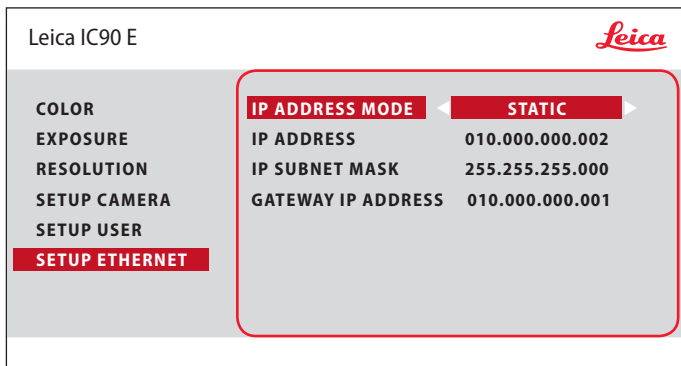 Leica IC90 E
Leica
COLOR
EXPOSURE
RESOLUTION
SETUP CAMERA
SETUP USER
SETUP ETHERNET
IP ADDRESS MODE STATIC
IP ADDRESS 010.000.000.002
IP SUBNET MASK 255.255.255.000
GATEWAY IP ADDRESS 010.000.000.001